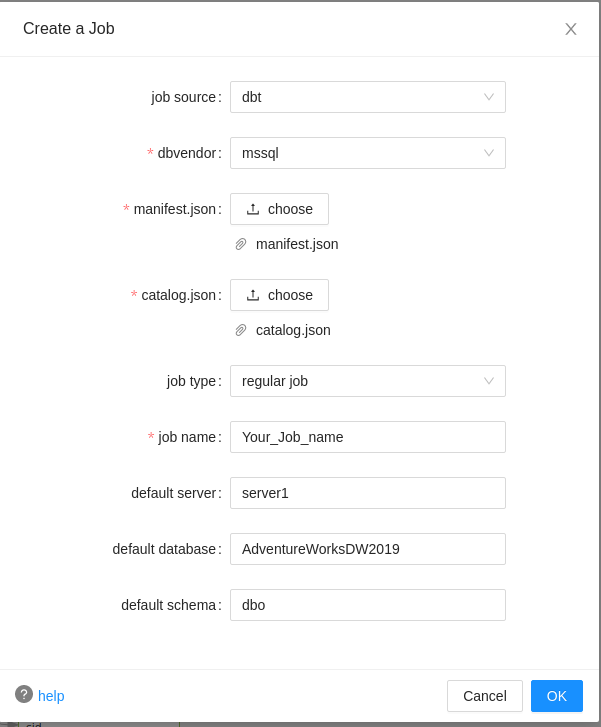 Create a Job
job source: dbt
* dbvendor: mssql
* manifest.json: choose
manifest.json
* catalog.json: choose
catalog.json
job type: regular job
* job name: Your_Job_name
default server: server1
default database: AdventureWorksDW2019
default schema: dbo
? help Cancel OK